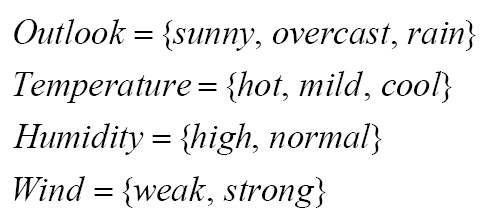 Outlook = {sunny, overcast, rain}
Temperature = {hot, mild, cool}
Humidity = {high, normal}
Wind = {weak, strong}